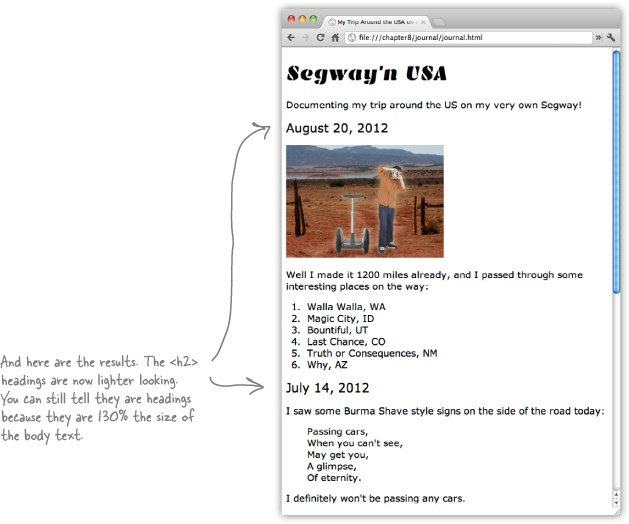 My Trip Around the USA on
file:///chapter8/journal/journal.html
Segway'n USA
Documenting my trip around the US on my very own Segway!
August 20, 2012
Well I made it 1200 miles already, and I passed through some
interesting places on the way:
1. Walla Walla, WA
2. Magic City, ID
3. Bountiful, UT
4. Last Chance, CO
5. Truth or Consequences, NM
6. Why, AZ
July 14, 2012
I saw some Burma Shave style signs on the side of the road today:
Passing cars,
When you can't see,
May get you,
A glimpse,
Of eternity.
I definitely won't be passing any cars.
And here are the results. The <h2>
headings are now lighter looking.
You can still tell they are headings
because they are 130% the size of
the body text.